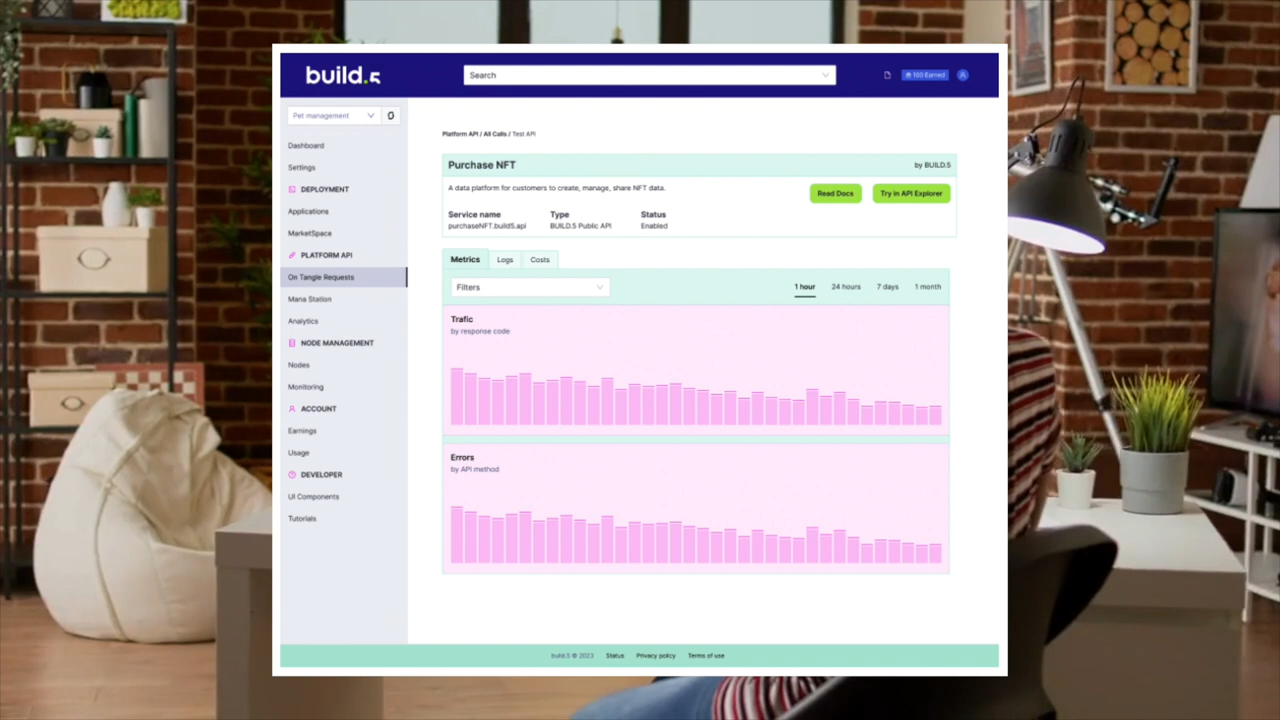 build.5
Search
100 Earned
Pet management
Dashboard
Settings
DEPLOYMENT
Applications
MarketSpace
PLATFORM API
On Tangle Requests
Mana Station
Analytics
NODE MANAGEMENT
Nodes
Monitoring
ACCOUNT
Earnings
Usage
DEVELOPER
UI Components
Tutorials
Platform API / All Calls / Test API
Purchase NFT
by BUILD.5
A data platform for customers to create, manage, share NFT data.
Read Docs
Try in API Explorer
Service name Type Status
purchaseNFT.build5.api BUILD.5 Public API Enabled
Metrics Logs Costs
Filters
1 hour 24 hours 7 days 1 month
Trafic
by response code
Errors
by API method
build.5 © 2023 Status Privacy policy Terms of use